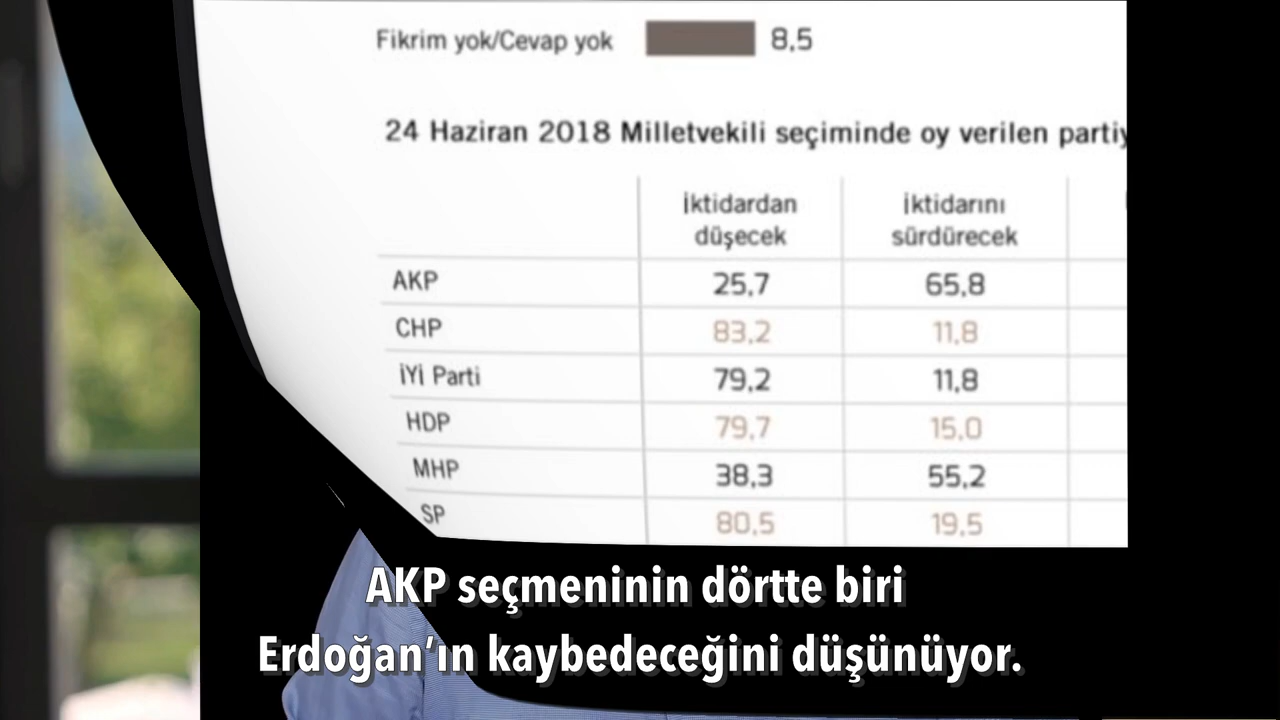 Fikrim yok/Cevap yok 8,5
24 Haziran 2018 Milletvekili seçiminde oy verilen
İktidardan düşecek İktidarını sürdürecek
AKP 25,7 65,8
CHP 83,2 11,8
İYİ Parti 79,2 11,8
HDP 79,7 15,0
MHP 38,3 55,2
SP 80,5 19,5
AKP seçmeninin dörtte biri
Erdoğan’ın kaybedeceğini düşünüyor.